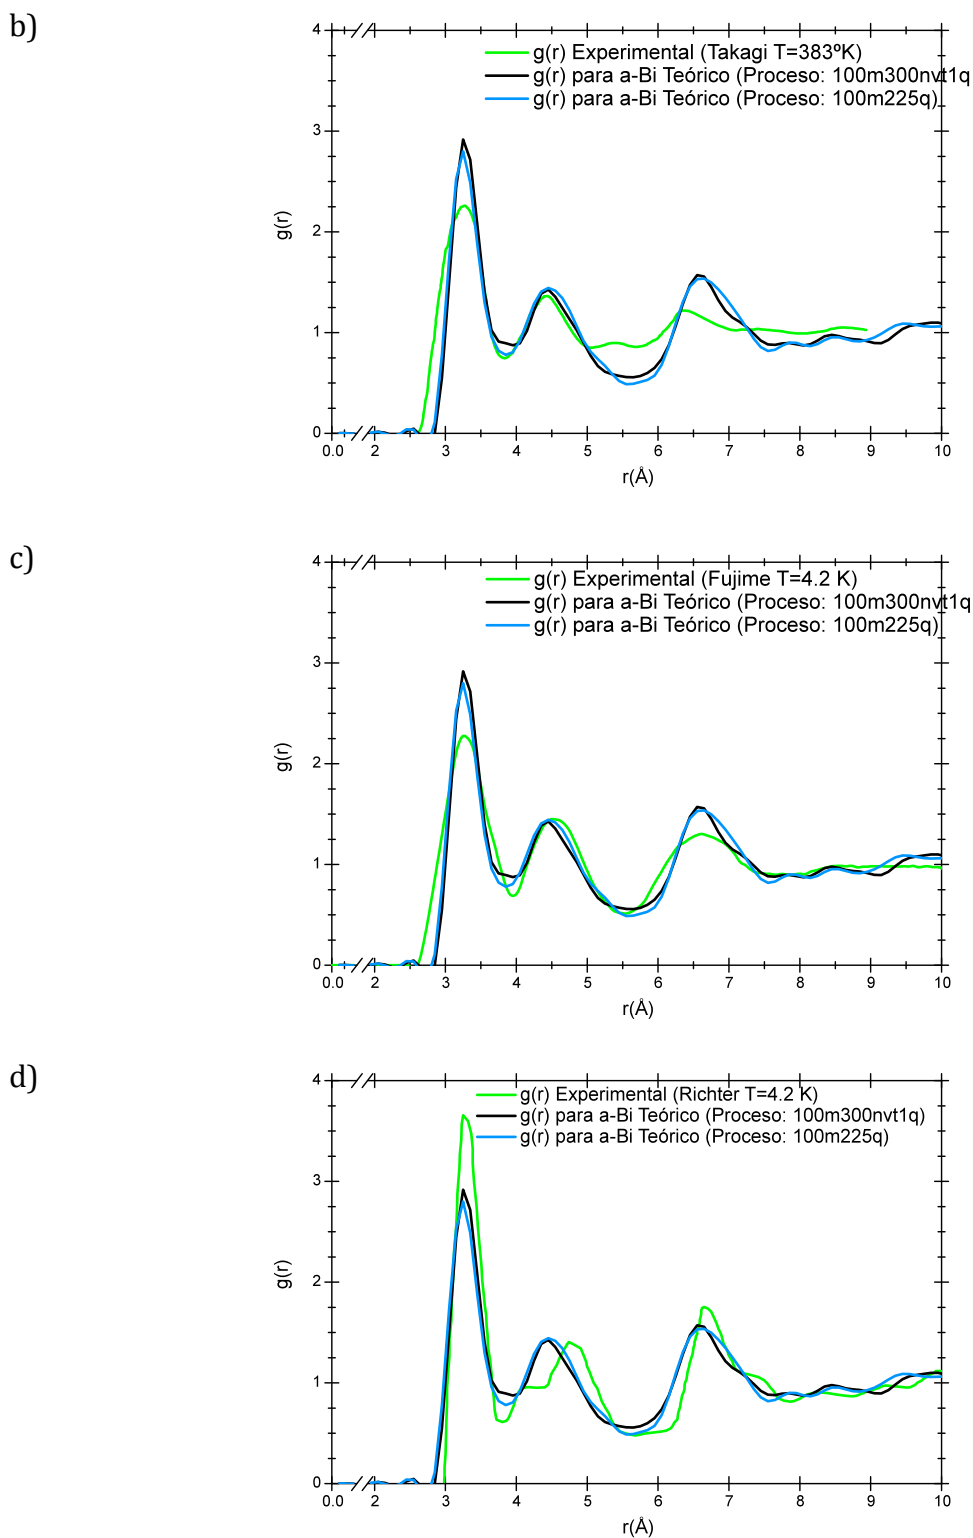 b)
4
g(r) Experimental (Takagi T=383ºK)
g(r) para a-Bi Teórico (Proceso: 100m300nvt1q
g(r) para a-Bi Teórico (Proceso: 100m225q)
3
g(r)
2
1
0
0.0 2 3 4 5 6 7 8 9 10
r(Å)
c)
4
g(r) Experimental (Fujime T=4.2 K)
g(r) para a-Bi Teórico (Proceso: 100m300nvt1q
g(r) para a-Bi Teórico (Proceso: 100m225q)
3
g(r)
2
1
0
0.0 2 3 4 5 6 7 8 9 10
r(Å)
d)
4
g(r) Experimental (Richter T=4.2 K)
g(r) para a-Bi Teórico (Proceso: 100m300nvt1q)
g(r) para a-Bi Teórico (Proceso: 100m225q)
3
g(r)
2
1
0
0.0 2 3 4 5 6 7 8 9 10
r(Å)